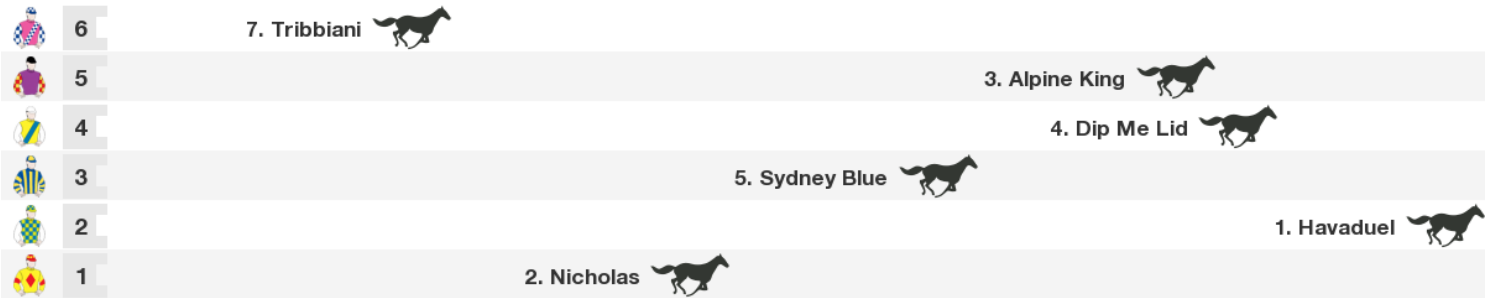 6 7. Tribbiani
5 3. Alpine King
4 4. Dip Me Lid
3 5. Sydney Blue
2 1. Havaduel
1 2. Nicholas